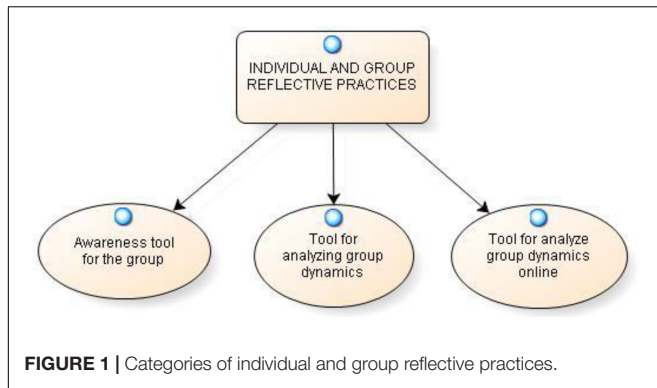 INDIVIDUAL AND GROUP
REFLECTIVE PRACTICES
Awareness tool
for the group
Tool for
analyzing group
dynamics
Tool for analyze
group dynamics
online
FIGURE 1 | Categories of individual and group reflective practices.